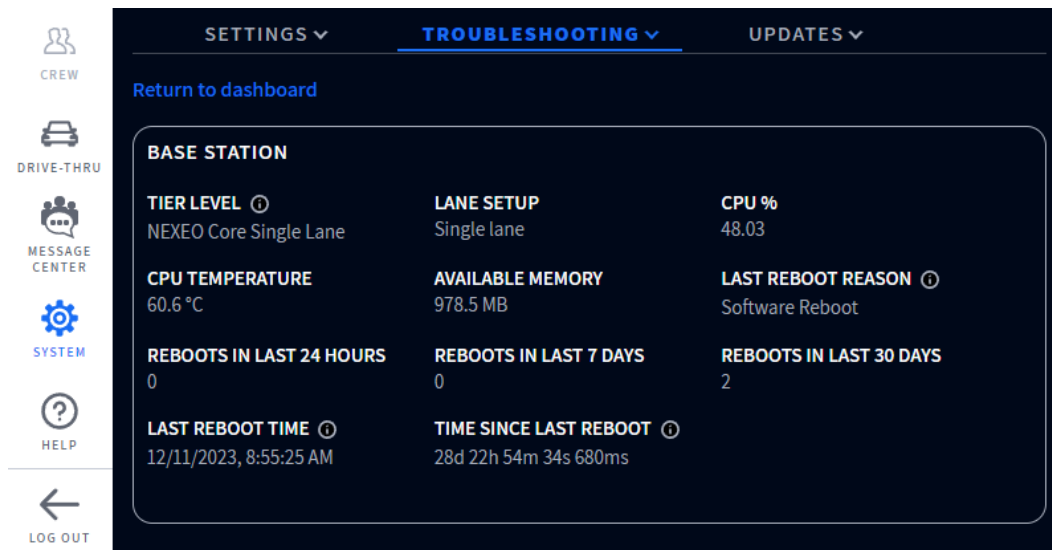 CREW
DRIVE-THRU
MESSAGE
CENTER
SYSTEM
HELP
LOG OUT
SETTINGS TROUBLESHOOTING UPDATES
Return to dashboard
BASE STATION
TIER LEVEL LANE SETUP CPU %
NEXEO Core Single Lane Single lane 48.03
CPU TEMPERATURE AVAILABLE MEMORY LAST REBOOT REASON
60.6 °C 978.5 MB Software Reboot
REBOOTS IN LAST 24 HOURS REBOOTS IN LAST 7 DAYS REBOOTS IN LAST 30 DAYS
0 0 2
LAST REBOOT TIME TIME SINCE LAST REBOOT
12/11/2023, 8:55:25 AM 28d 22h 54m 34s 680ms